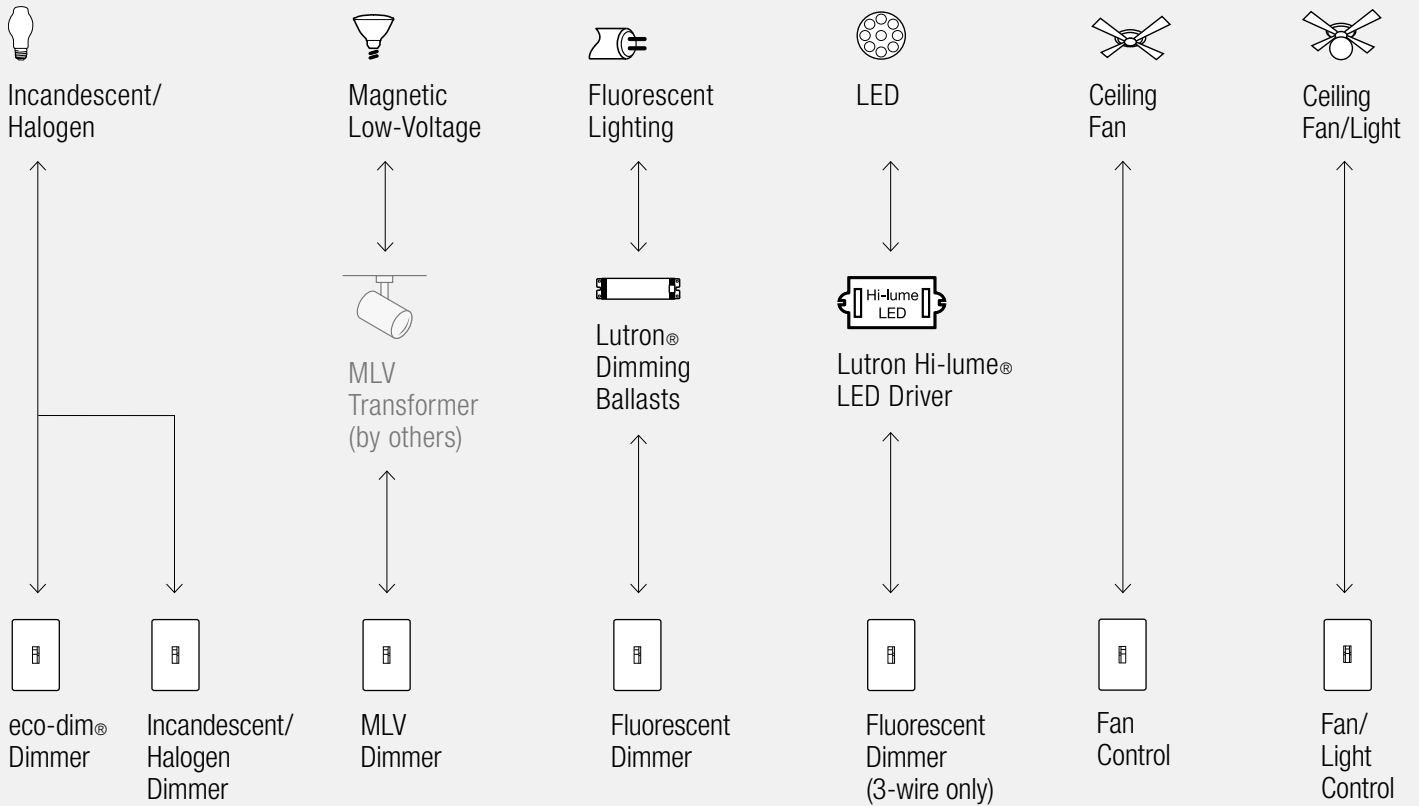 Incandescent/
Halogen
Magnetic
Low-Voltage
Fluorescent
Lighting
LED
Ceiling
Fan
Ceiling
Fan/Light
MLV
Transformer
(by others)
Lutron®
Dimming
Ballasts
Hi-lume
LED
Lutron Hi-lume®
LED Driver
eco-dim®
Dimmer
Incandescent/
Halogen
Dimmer
MLV
Dimmer
Fluorescent
Dimmer
Fluorescent
Dimmer
(3-wire only)
Fan
Control
Fan/
Light
Control